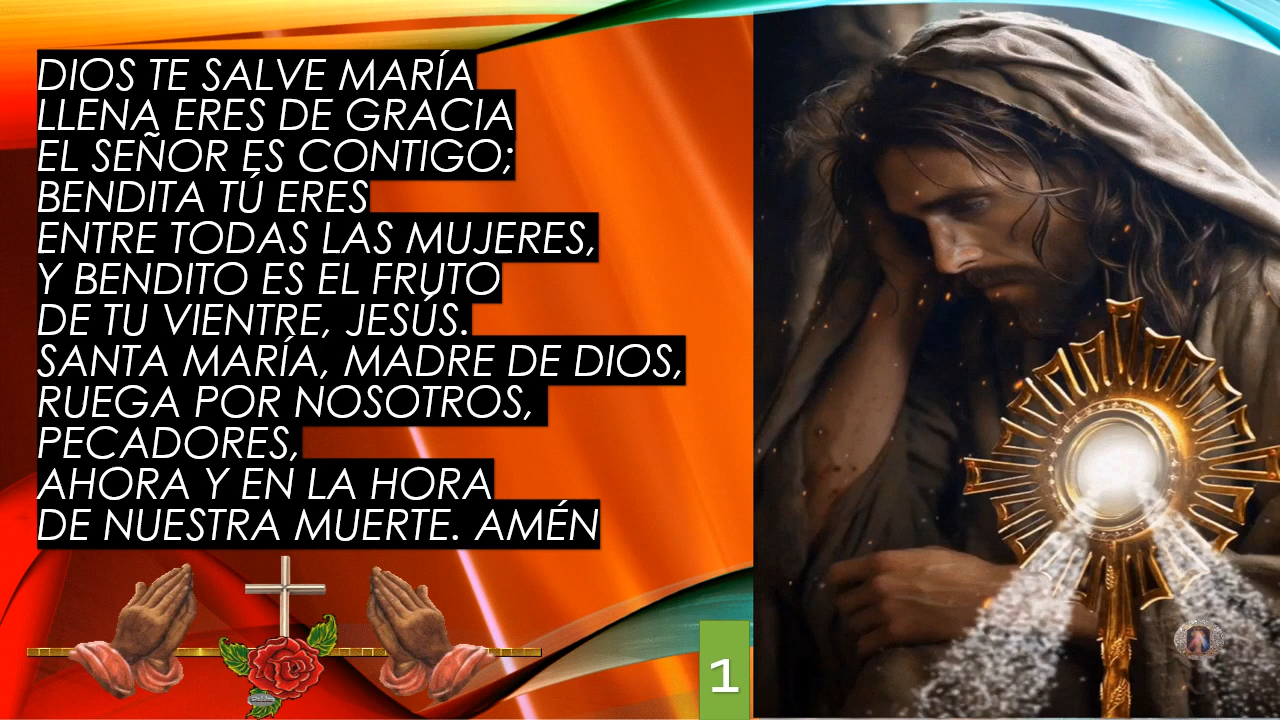 DIOS TE SALVE MARÍA
LLENA ERES DE GRACIA
EL SEÑOR ES CONTIGO;
BENDITA TÚ ERES
ENTRE TODAS LAS MUJERES,
Y BENDITO ES EL FRUTO
DE TU VIENTRE, JESÚS.
SANTA MARÍA, MADRE DE DIOS,
RUEGA POR NOSOTROS,
PECADORES,
AHORA Y EN LA HORA
DE NUESTRA MUERTE. AMÉN
1